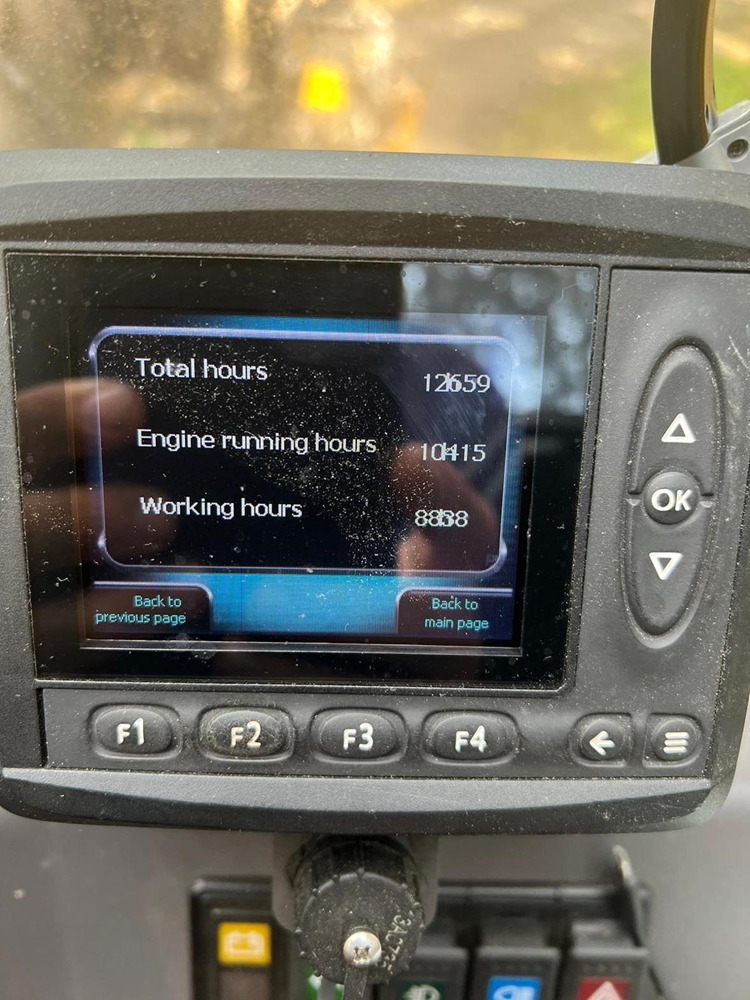 Total hours 12659
Engine running hours 10415
Working hours
Back to
previous page
Back to
main page
OK
F1 F2 F3 F4